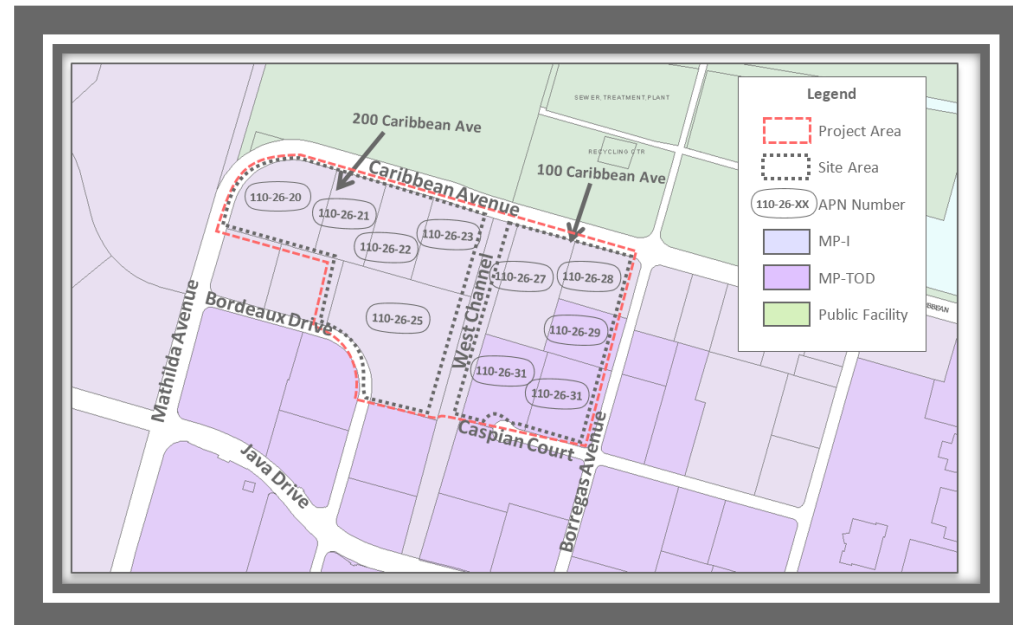 SEWER TREATMENT PLANT
RECYCLING CTR
200 Caribbean Ave
Caribbean Avenue
100 Caribbean Ave
110-26-20
110-26-21
110-26-22
110-26-23
110-26-27
110-26-28
110-26-25
110-26-29
110-26-31
110-26-31
West Channel
Bordeaux Drive
Mathilda Avenue
Java Drive
Caspian Court
Borregas Avenue
Legend
Project Area
Site Area
110-26-XX APN Number
MP-I
MP-TOD
Public Facility